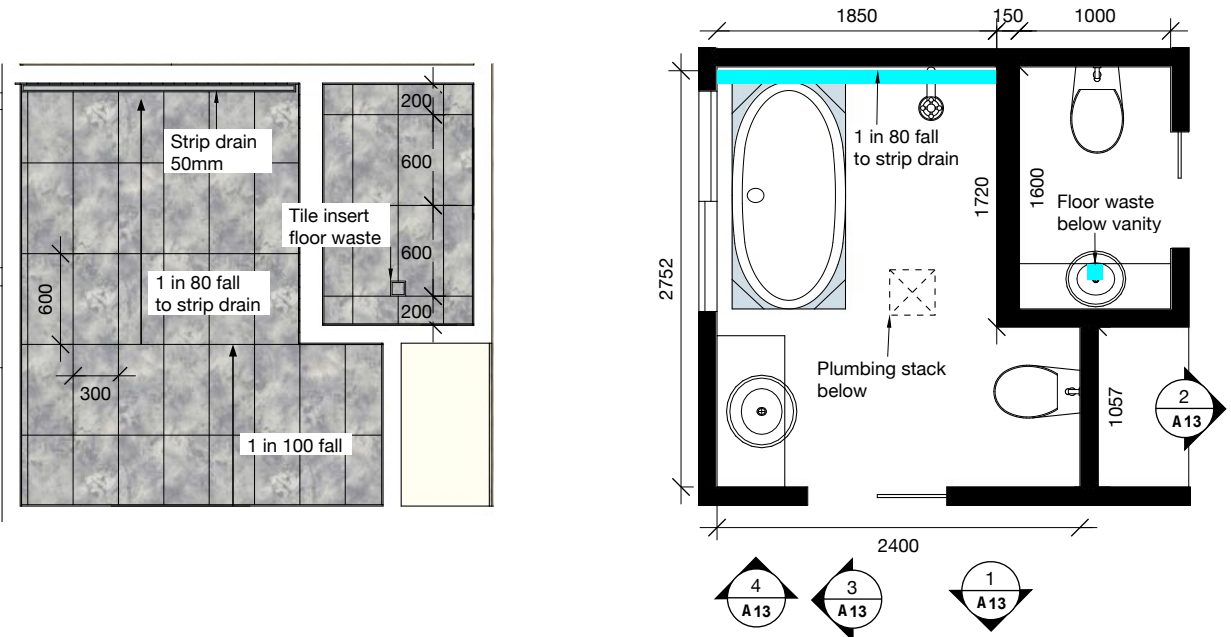 200
Strip drain
50mm
600
Tile insert
floor waste
600
1 in 80 fall
to strip drain
600
200
300
1 in 100 fall
1850
150
1000
1 in 80 fall
to strip drain
1720
1600
Floor waste
below vanity
2752
Plumbing stack
below
1057
2
A13
2400
4
A13
3
A13
1
A13